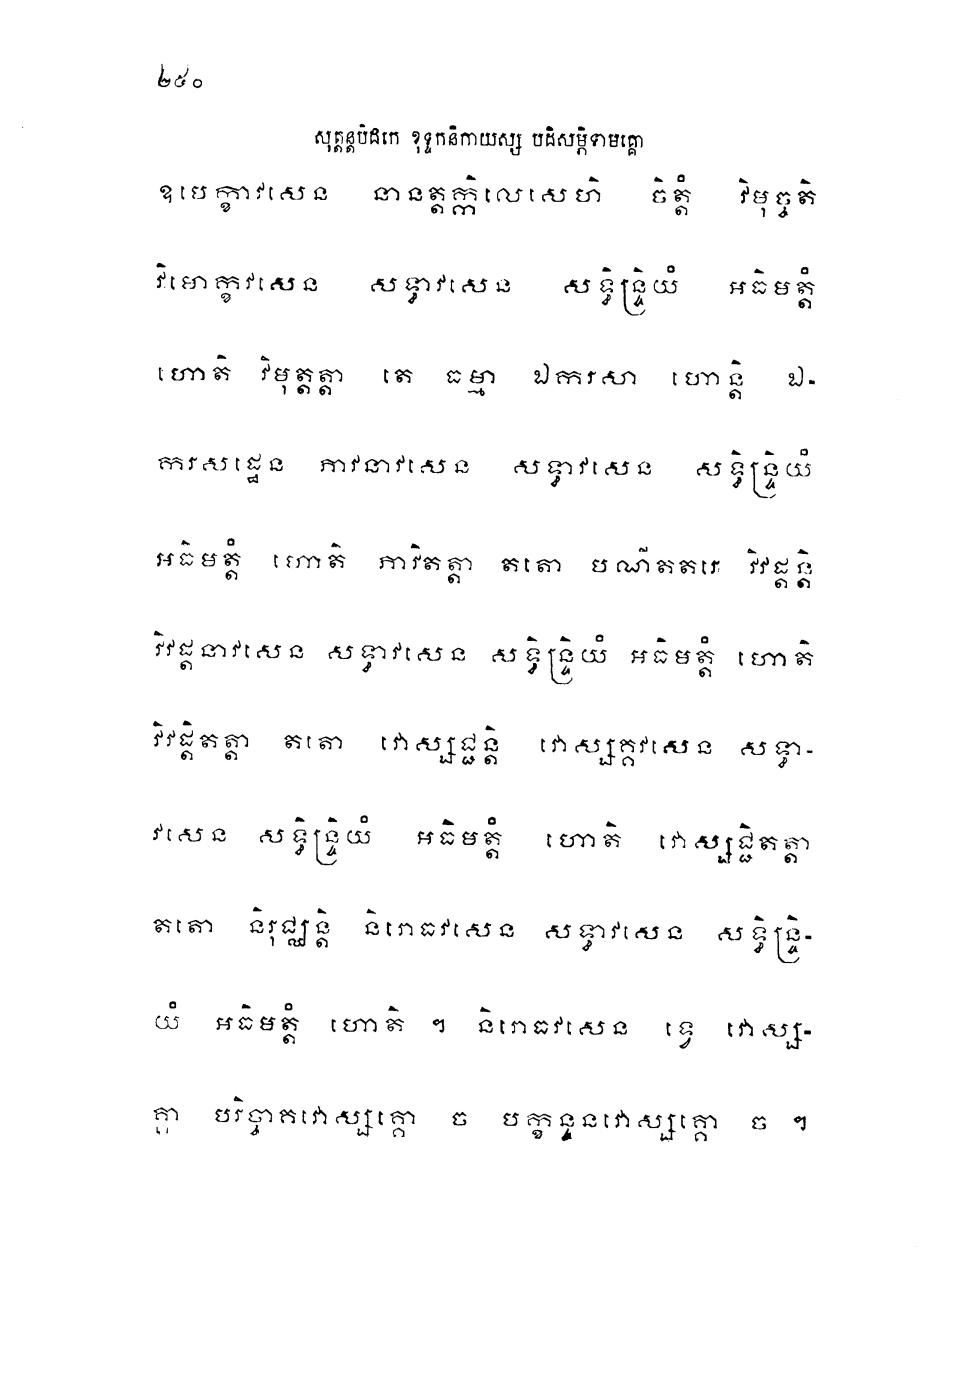 ២៥០
សុត្តន្តបិដកេ ខុទ្ទកនិកាយស្ស បដិសម្ភិទាមគ្គោ
ឧបេក្ខាវសេន នានត្តក្កិលេសេហិ ចិត្តំ វិមុច្ចតិ
វិមោក្ខវសេន សទ្ធាវសេន សទ្ធិន្ទ្រិយំ អធិមត្តំ
ហោតិ វិមុត្តត្តា តេ ធម្មា ឯករសា ហោន្តិ ឯ-
ករសដ្ឋេន ភាវនាវសេន សទ្ធាវសេន សទ្ធិន្ទ្រិយំ
អធិមត្តំ ហោតិ ភាវិតត្តា តតោ បណីតតរេ វិវដ្តន្តិ
វិវដ្តនាវសេន សទ្ធាវសេន សទ្ធិន្ទ្រិយំ អធិមត្តំ ហោតិ
វិវដ្តិតត្តា តតោ វោស្សជ្ជន្តិ វោស្សគ្គវសេន សទ្ធា-
វសេន សទ្ធិន្ទ្រិយំ អធិមត្តំ ហោតិ វោស្សជ្ជិតត្តា
តតោ និរុជ្ឈន្តិ និរោធវសេន សទ្ធាវសេន សទ្ធិន្ទ្រិ-
យំ អធិមត្តំ ហោតិ ។ និរោធវសេន ទ្វេ វោស្ស-
គ្គា បរិច្ចាគវោស្សគ្គោ ច បក្ខន្ទនវោស្សគ្គោ ច ។